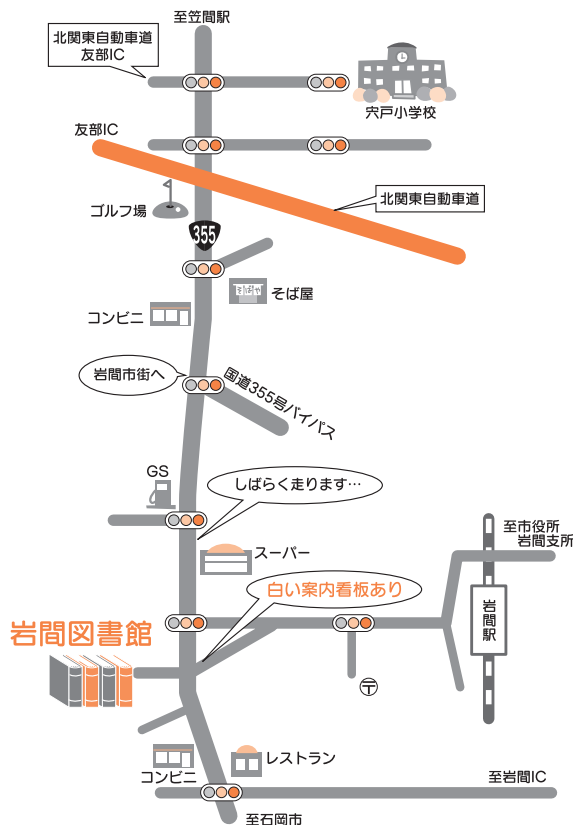 至笠間駅
北関東自動車道
友部IC
宍戸小学校
友部IC
北関東自動車道
ゴルフ場
355
そばや
そば屋
コンビニ
岩間市街へ
国道355号バイパス
GS
しばらく走ります…
至市役所
岩間支所
スーパー
白い案内看板あり
岩間駅
岩間図書館
〒
レストラン
コンビニ
至岩間IC
至石岡市